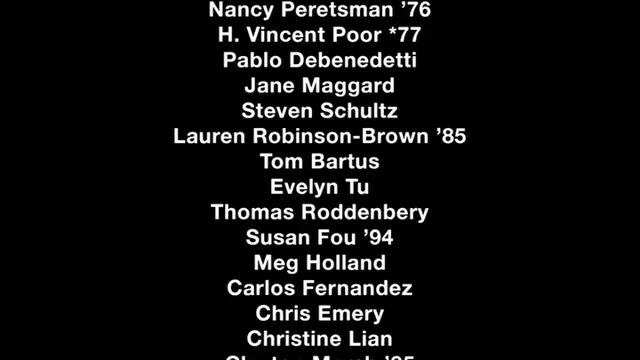 Nancy Peretsman ’76
H. Vincent Poor *77
Pablo Debenedetti
Jane Maggard
Steven Schultz
Lauren Robinson-Brown ’85
Tom Bartus
Evelyn Tu
Thomas Roddenbery
Susan Fou ’94
Meg Holland
Carlos Fernandez
Chris Emery
Christine Lian